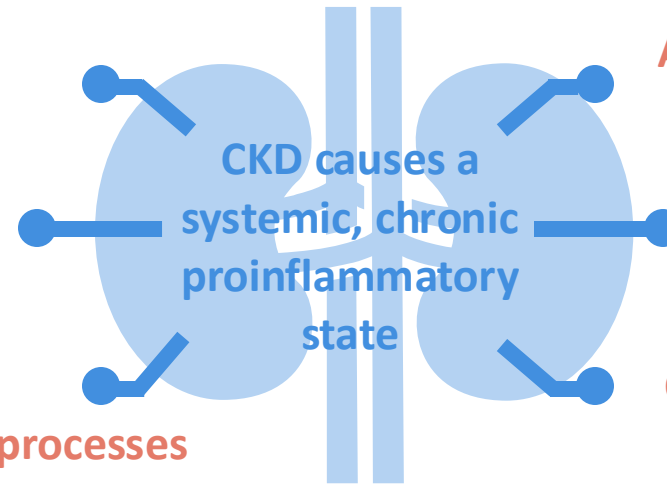 A
CKD causes a
systemic, chronic
proinflammatory
state
processes